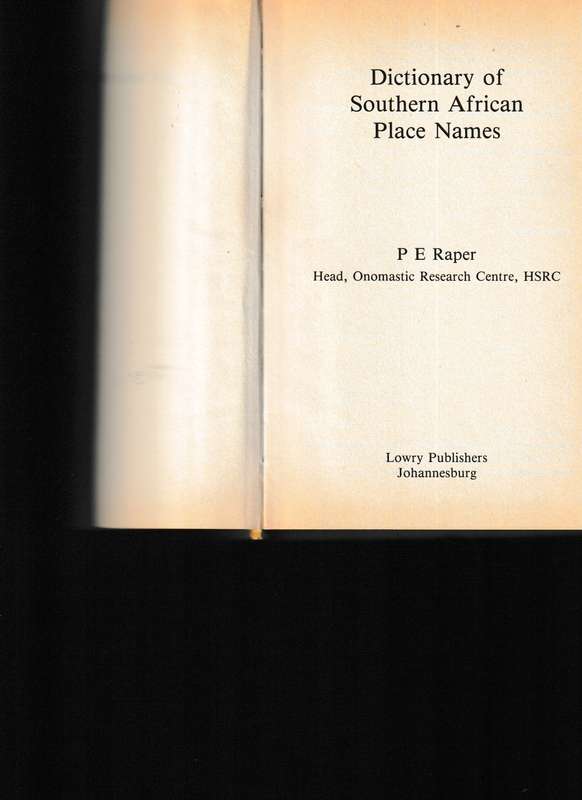 Dictionary of
Southern African
Place Names
P E Raper
Head, Onomastic Research Centre, HSRC
Lowry Publishers
Johannesburg